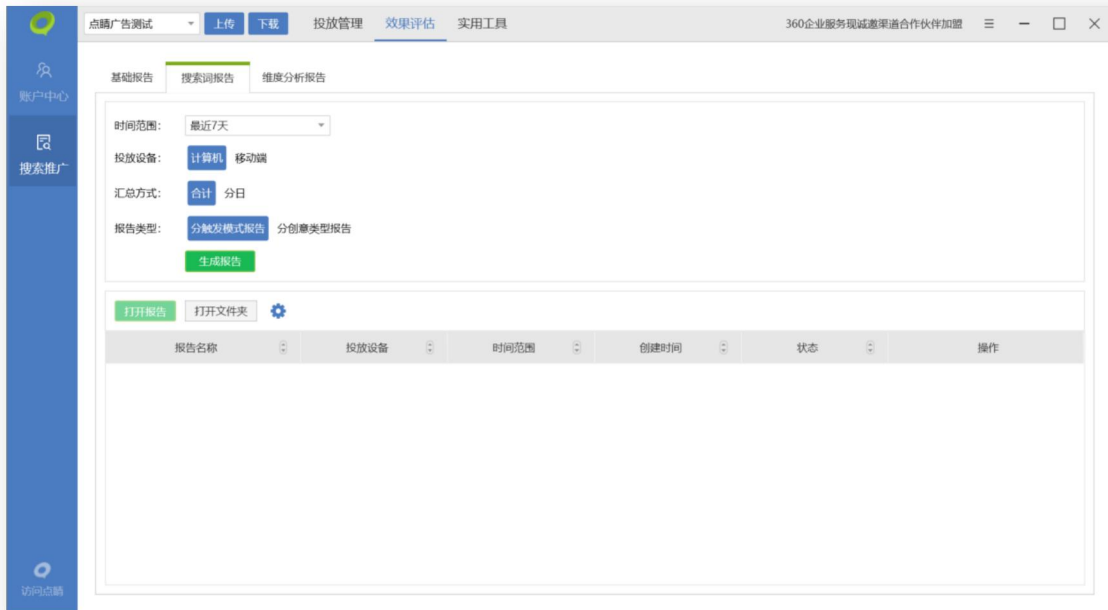 点睛广告测试 上传 下载 投放管理 效果评估 实用工具 360企业服务现诚邀渠道合作伙伴加盟
账户中心
搜索推广
基础报告 搜索词报告 维度分析报告
时间范围: 最近7天
投放设备: 计算机 移动端
汇总方式: 合计 分日
报告类型: 分触发模式报告 分创意类型报告
生成报告
打开报告 打开文件夹
报告名称 投放设备 时间范围 创建时间 状态 操作
访问点睛